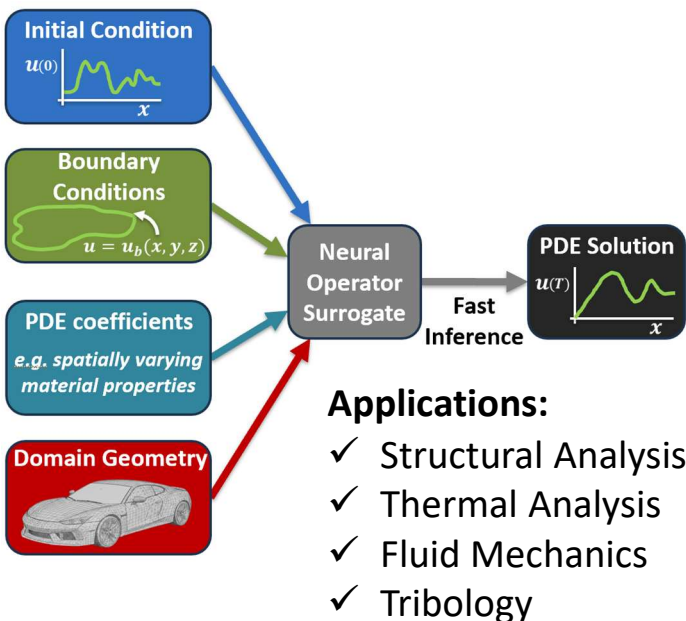 Initial Condition
u(0)
x
Boundary
Conditions
u = u_b(x, y, z)
PDE coefficients
e.g. spatially varying
material properties
Domain Geometry
Neural
Operator
Surrogate
Fast
Inference
PDE Solution
u(T)
x
Applications:
✓ Structural Analysis
✓ Thermal Analysis
✓ Fluid Mechanics
✓ Tribology